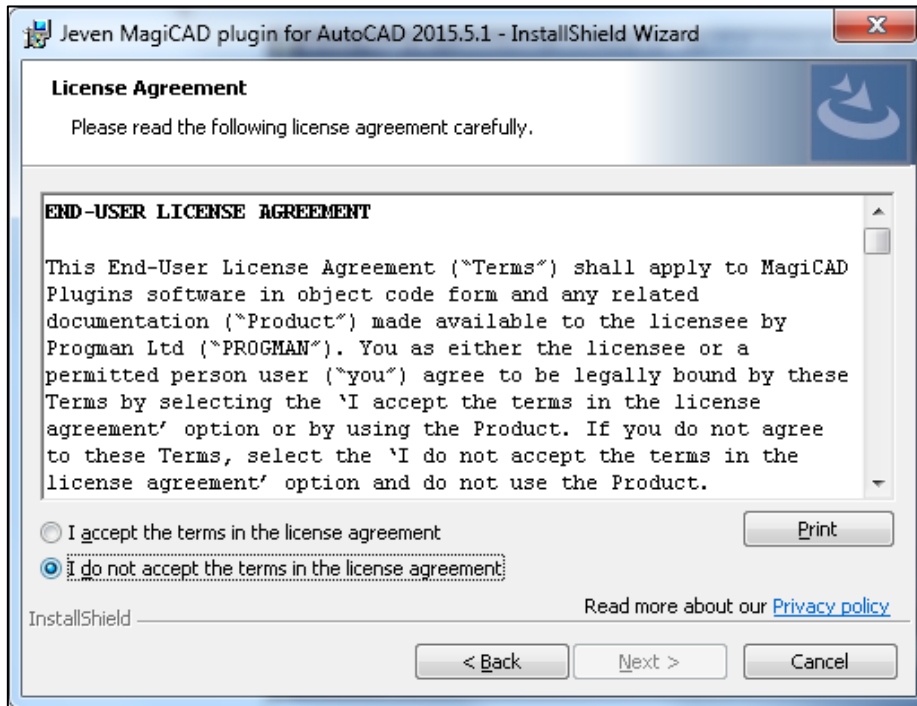 Jeven MagiCAD plugin for AutoCAD 2015.5.1 - InstallShield Wizard
License Agreement
Please read the following license agreement carefully.
END-USER LICENSE AGREEMENT
This End-User License Agreement (〝Terms〞) shall apply to MagiCAD
Plugins software in object code form and any related
documentation (〝Product〞) made available to the licensee by
Progman Ltd (〝PROGMAN〞). You as either the licensee or a
permitted person user (〝you〞) agree to be legally bound by these
Terms by selecting the ‵I accept the terms in the license
agreement′ option or by using the Product. If you do not agree
to these Terms, select the ‵I do not accept the terms in the
license agreement′ option and do not use the Product.
I accept the terms in the license agreement
Print
I do not accept the terms in the license agreement
Read more about our Privacy policy
InstallShield
< Back
Next >
Cancel